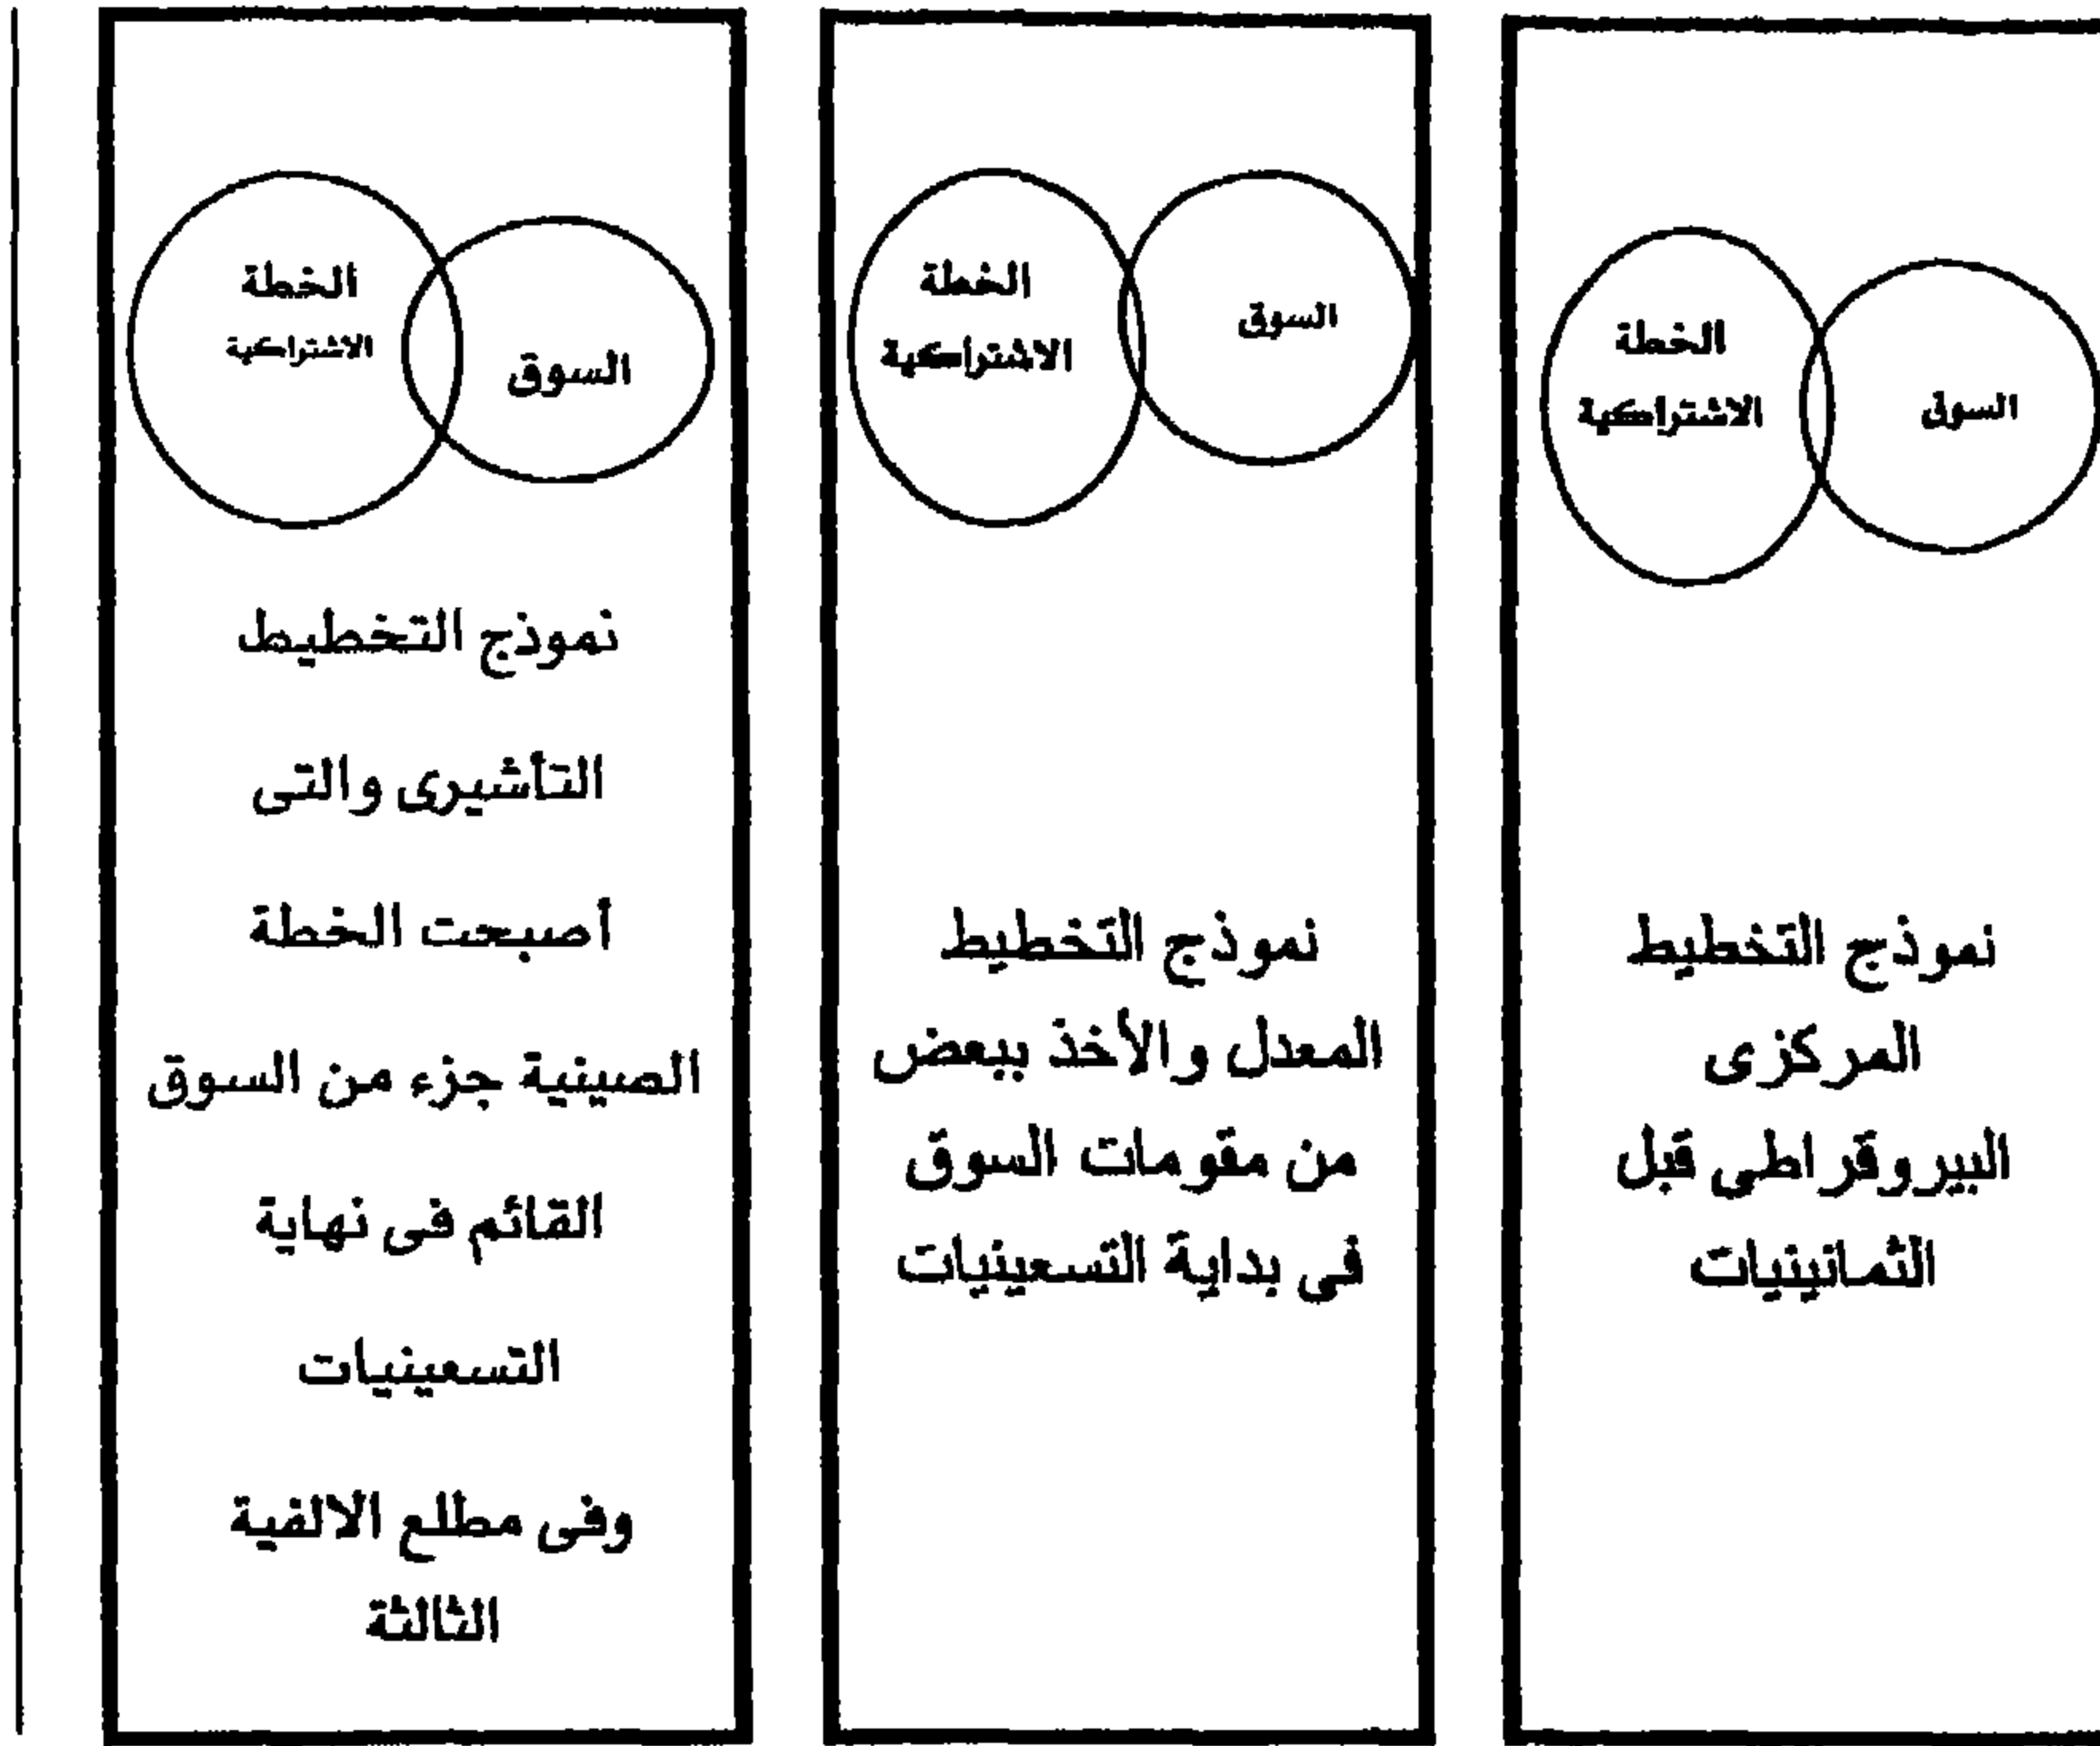 الخطة
الاشتراكية
السوق
نموذج التخطيط
المركزى
البيروقراطى قبل
الثمانينيات
الخطة
الاشتراكية
السوق
نموذج التخطيط
المعدل والأخذ ببعض
من مقومات السوق
فى بداية التسعينيات
الخطة
الاشتراكية
السوق
نموذج التخطيط
التأشيرى والتى
أصبحت الخطة
الصينية جزء من السوق
القائم فى نهاية
التسعينيات
وفى مطلع الالفية
الثالثة